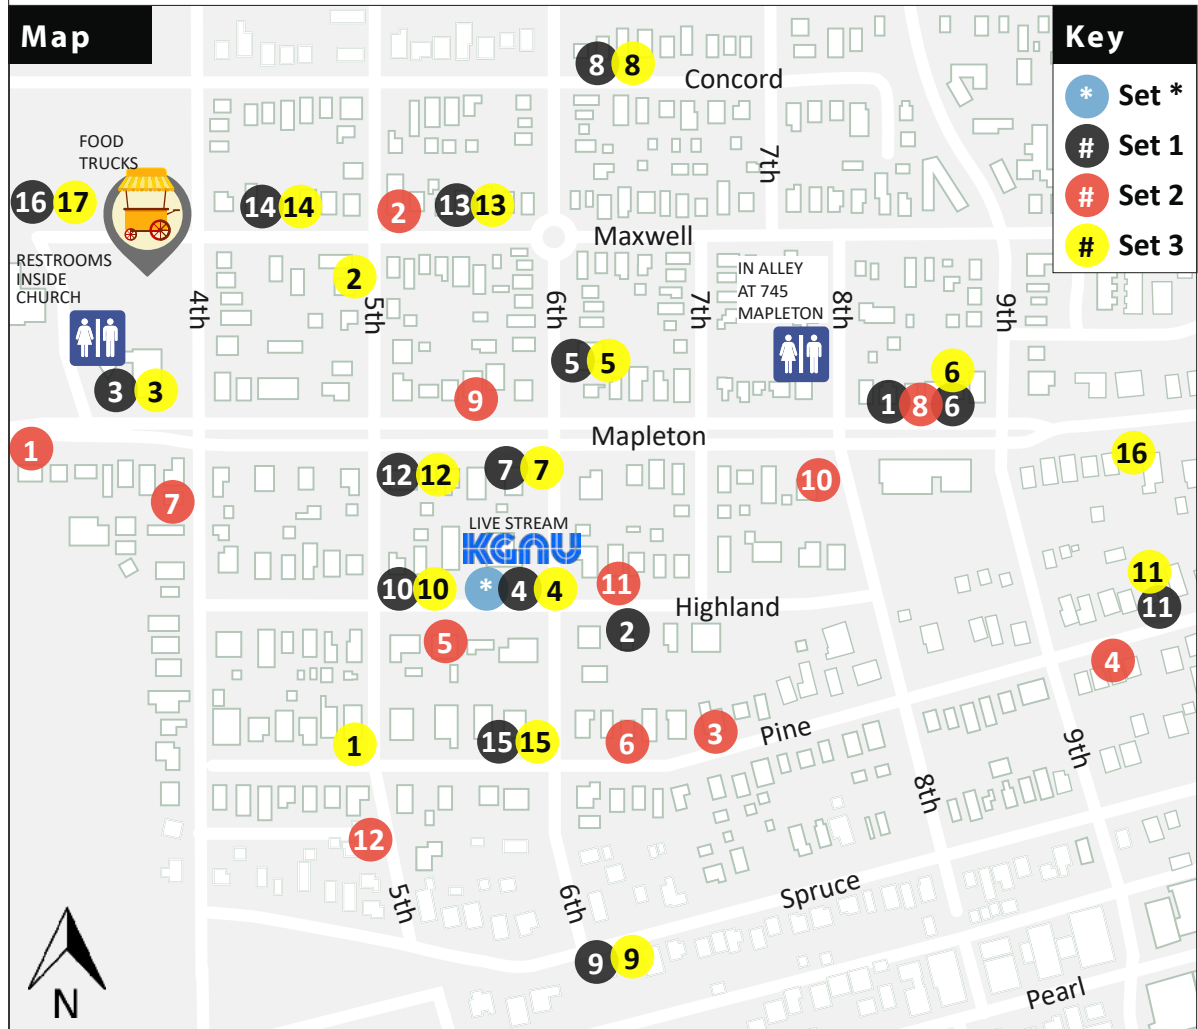 Map
Key
* Set *
# Set 1
# Set 2
# Set 3
8 8
Concord
FOOD
TRUCKS
7th
16 17
14 14
2
13 13
Maxwell
RESTROOMS
INSIDE
CHURCH
2
IN ALLEY
AT 745
MAPLETON
4th
5th
6th
7th
8th
9th
3 3
5 5
9
6
1 8 6
1
Mapleton
16
12 12
7 7
10
7
LIVE STREAM
KGNU
10 10
* 4 4
11
11
11
Highland
2
5
4
1
15 15
6
3
Pine
9th
8th
12
5th
6th
Spruce
9 9
N
Pearl